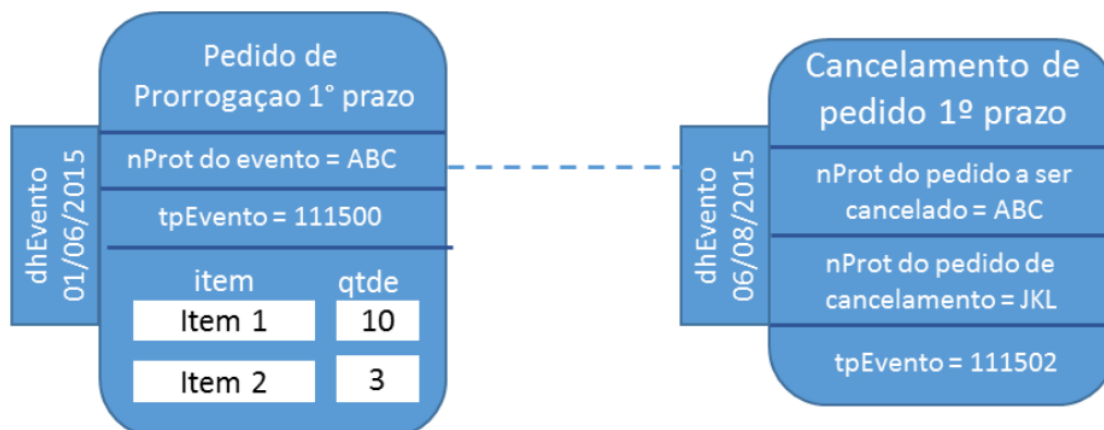 Pedido de
Prorrogaçao 1° prazo
dhEvento
01/06/2015
nProt do evento = ABC
tpEvento = 111500
item qtde
Item 1 10
Item 2 3
Cancelamento de
pedido 1º prazo
dhEvento
06/08/2015
nProt do pedido a ser
cancelado = ABC
nProt do pedido de
cancelamento = JKL
tpEvento = 111502